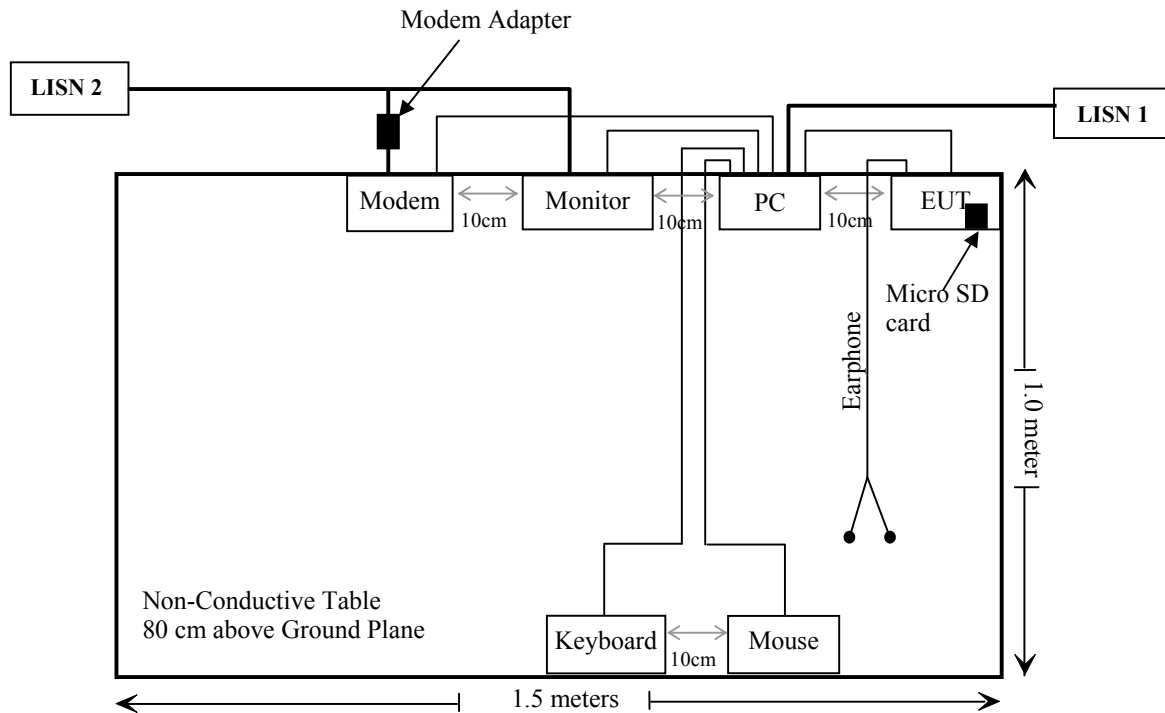 Modem Adapter
LISN 2
LISN 1
Modem
10cm
Monitor
10cm
PC
10cm
EUT
Micro SD
card
Earphone
1.0 meter
Non-Conductive Table
80 cm above Ground Plane
Keyboard
10cm
Mouse
1.5 meters